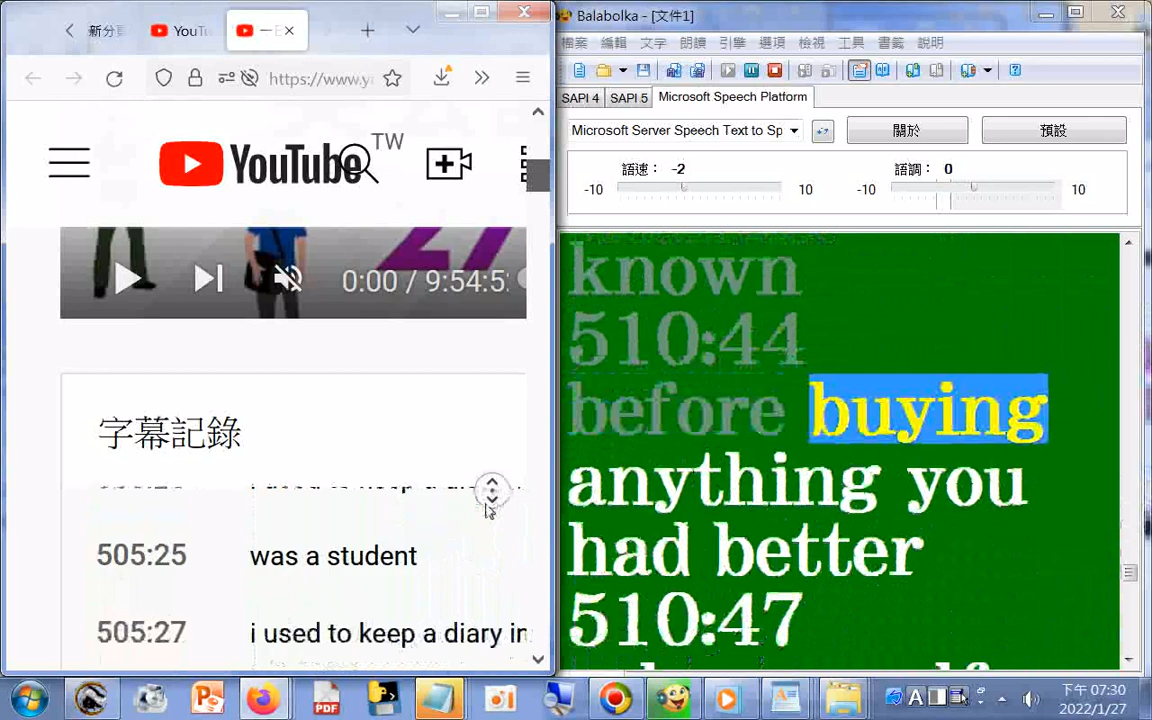 新分
YouTu
一 E
https://www.y
YouTube TW
27
0:00 / 9:54:5
字幕記錄
505:25 was a student
505:27 i used to keep a diary in
Balabolka - [文件1]
檔案 編輯 文字 朗讀 引擎 選項 檢視 工具 書籤 說明
SAPI 4 SAPI 5 Microsoft Speech Platform
Microsoft Server Speech Text to Sp 關於 預設
語速： -2 語調： 0
-10 10 -10 10
known
510:44
before buying
anything you
had better
510:47
PDF
A
下午 07:30
2022/1/27